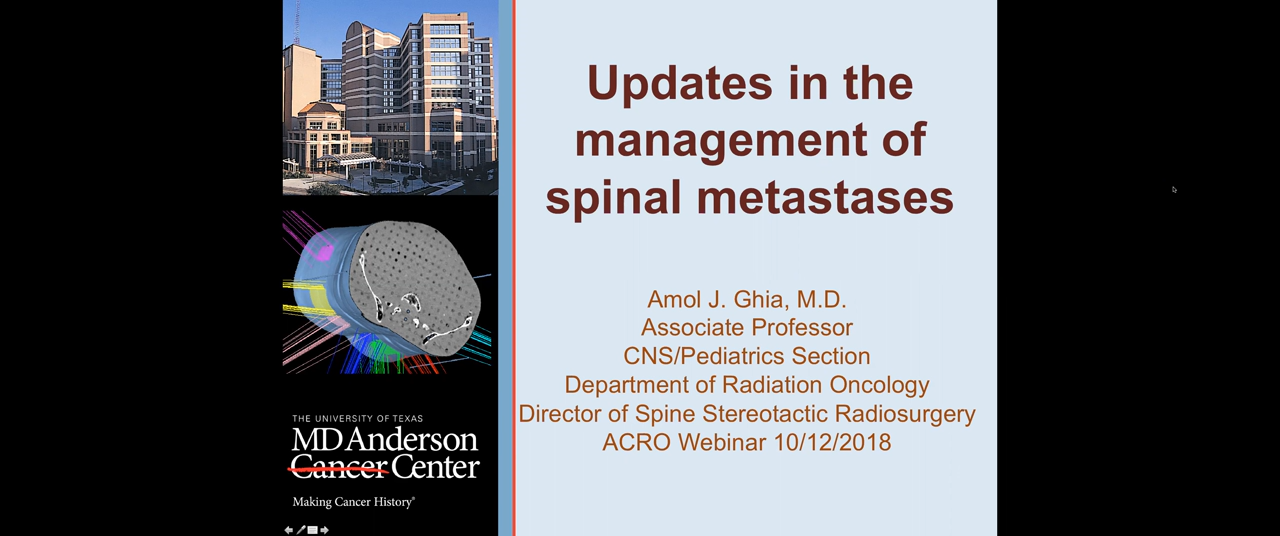 Updates in the
management of
spinal metastases
Amol J. Ghia, M.D.
Associate Professor
CNS/Pediatrics Section
Department of Radiation Oncology
Director of Spine Stereotactic Radiosurgery
ACRO Webinar 10/12/2018
THE UNIVERSITY OF TEXAS
MD Anderson
Cancer Center
Making Cancer History®